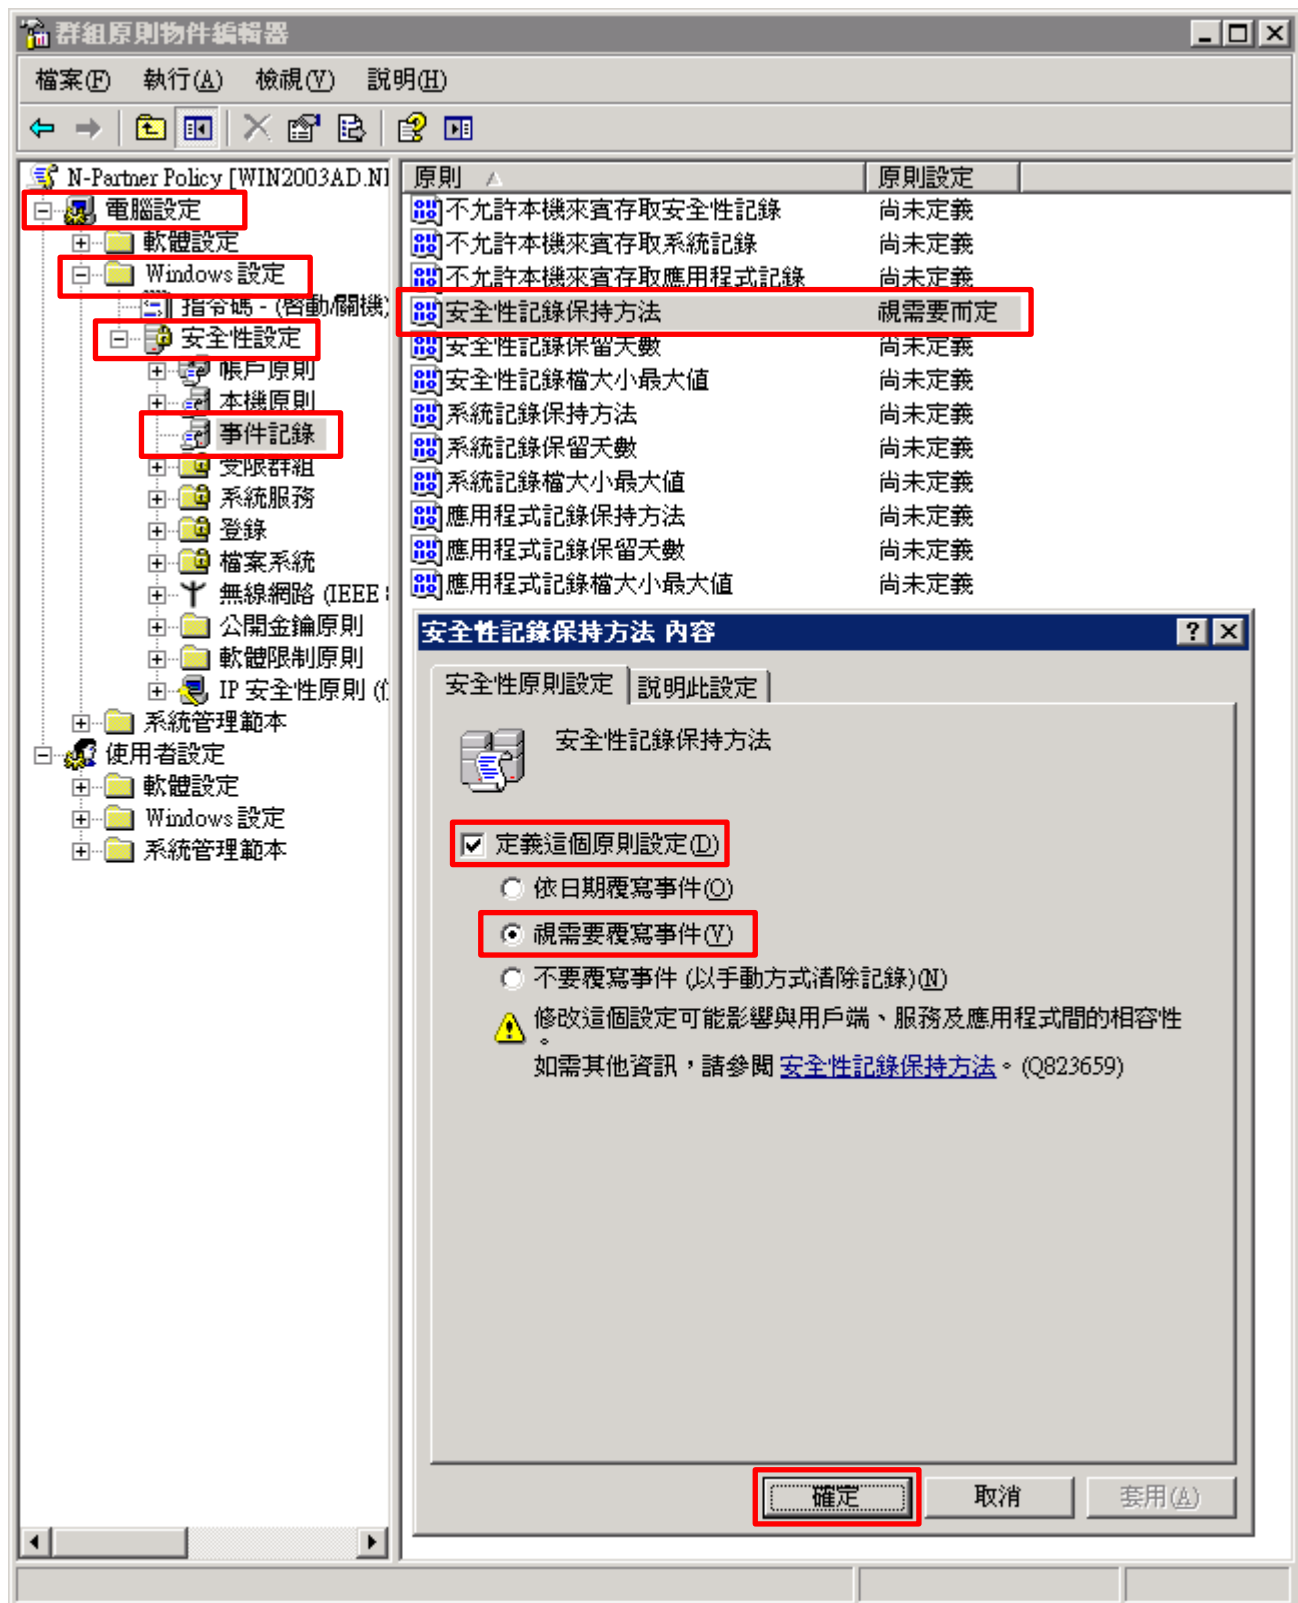 群組原則物件編輯器
檔案(F) 執行(A) 檢視(V) 說明(H)
N-Partner Policy [WIN2003AD.N
電腦設定
軟體設定
Windows 設定
指令碼 - (啓動/關機)
安全性設定
帳戶原則
本機原則
事件記錄
受限群組
系統服務
登錄
檔案系統
無線網路 (IEEE
公開金鑰原則
軟體限制原則
IP 安全性原則 (
系統管理範本
使用者設定
軟體設定
Windows 設定
系統管理範本
原則 原則設定
不允許本機來賓存取安全性記錄 尚未定義
不允許本機來賓存取系統記錄 尚未定義
不允許本機來賓存取應用程式記錄 尚未定義
安全性記錄保持方法 視需要而定
安全性記錄保留天數 尚未定義
安全性記錄檔大小最大值 尚未定義
系統記錄保持方法 尚未定義
系統記錄保留天數 尚未定義
系統記錄檔大小最大值 尚未定義
應用程式記錄保持方法 尚未定義
應用程式記錄保留天數 尚未定義
應用程式記錄檔大小最大值 尚未定義
安全性記錄保持方法 內容
安全性原則設定 說明此設定
安全性記錄保持方法
定義這個原則設定(D)
依日期覆寫事件(O)
視需要覆寫事件(V)
不要覆寫事件 (以手動方式清除記錄)(N)
修改這個設定可能影響與用戶端、服務及應用程式間的相容性
。
如需其他資訊，請參閱 安全性記錄保持方法。(Q823659)
確定 取消 套用(A)